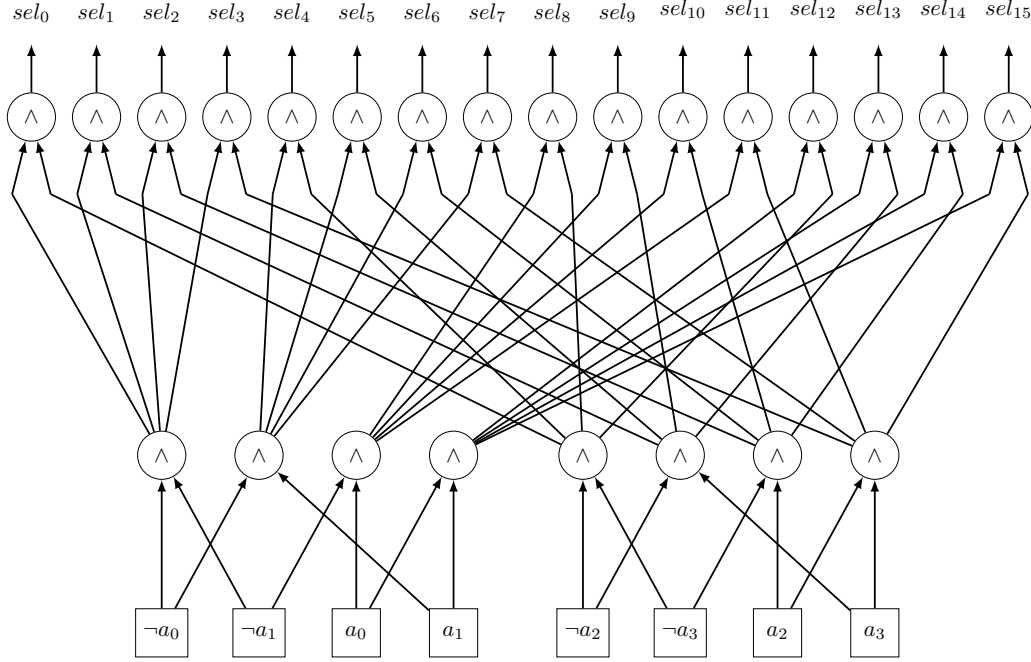 sel₀ sel₁ sel₂ sel₃ sel₄ sel₅ sel₆ sel₇ sel₈ sel₉ sel₁₀ sel₁₁ sel₁₂ sel₁₃ sel₁₄ sel₁₅
∧ ∧ ∧ ∧ ∧ ∧ ∧ ∧ ∧ ∧ ∧ ∧ ∧ ∧ ∧ ∧
∧ ∧ ∧ ∧ ∧ ∧ ∧ ∧
¬a₀ ¬a₁ a₀ a₁ ¬a₂ ¬a₃ a₂ a₃